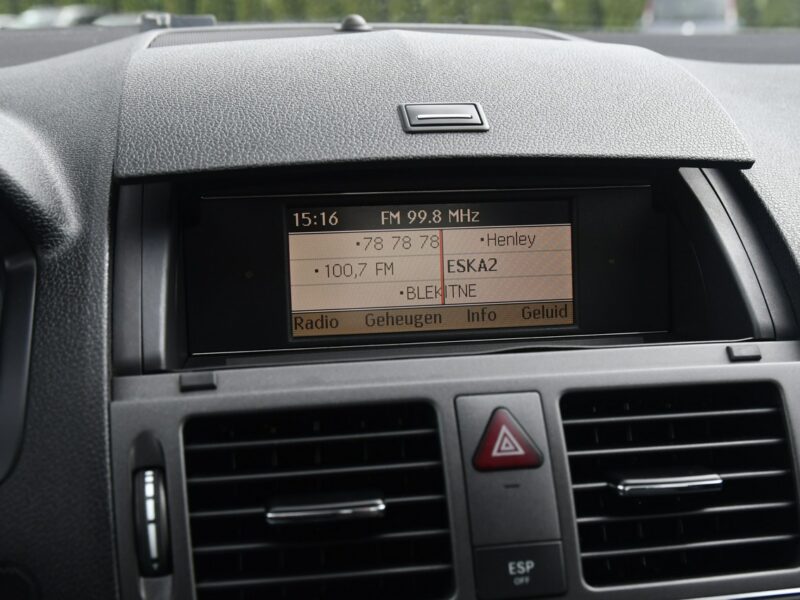 15:16 FM 99.8 MHz
•78 78 78 •Henley
•100,7 FM ESKA2
•BLEKITNE
Radio Geheugen Info Geluid
ESP
OFF